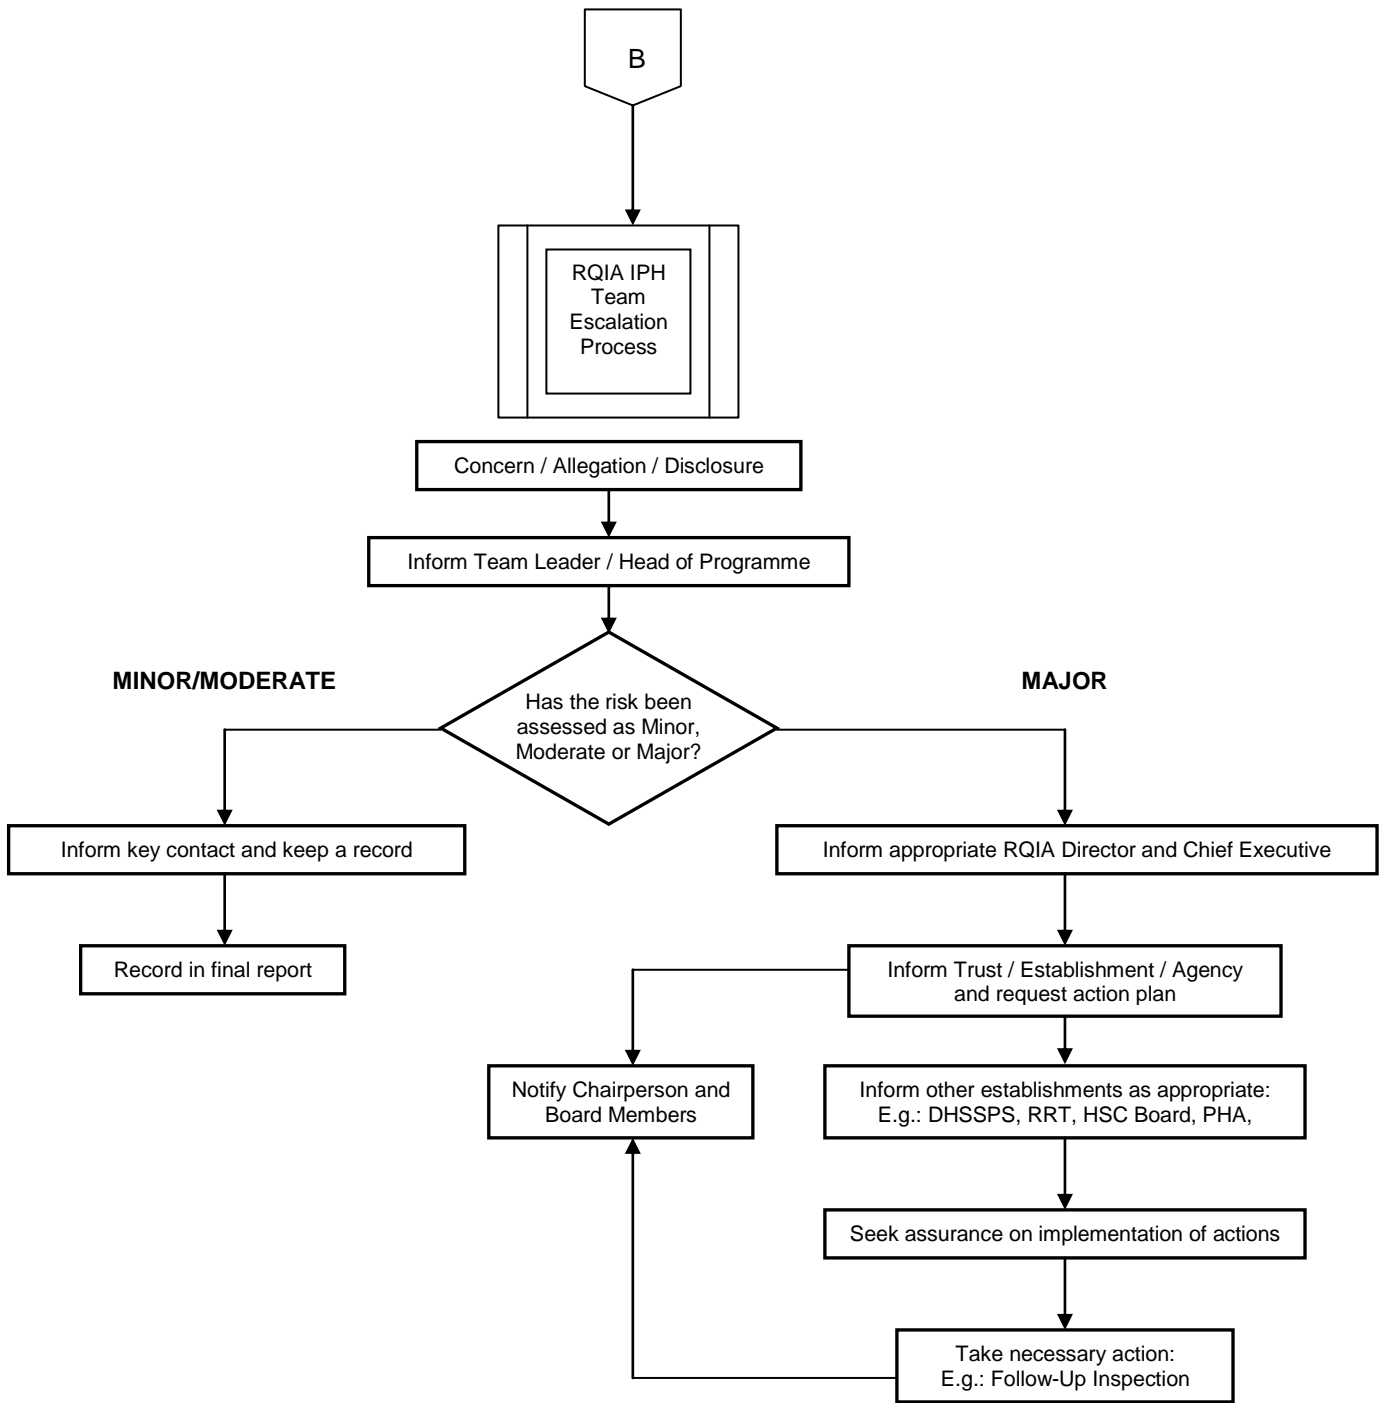 B
RQIA IPH
Team
Escalation
Process
Concern / Allegation / Disclosure
Inform Team Leader / Head of Programme
MINOR/MODERATE
MAJOR
Has the risk been
assessed as Minor,
Moderate or Major?
Inform key contact and keep a record
Inform appropriate RQIA Director and Chief Executive
Record in final report
Inform Trust / Establishment / Agency
and request action plan
Notify Chairperson and
Board Members
Inform other establishments as appropriate:
E.g.: DHSSPS, RRT, HSC Board, PHA,
Seek assurance on implementation of actions
Take necessary action:
E.g.: Follow-Up Inspection